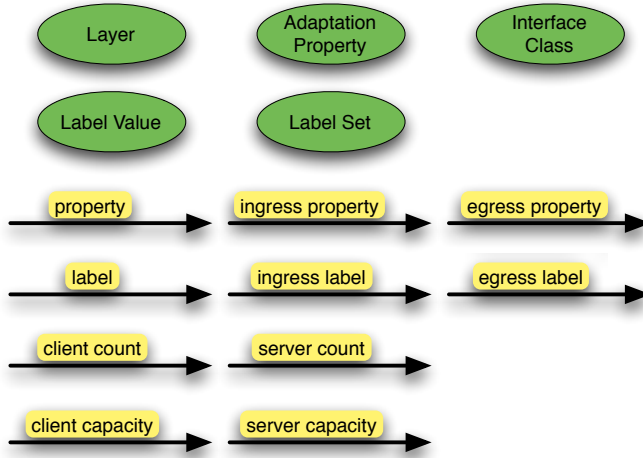 Layer
Adaptation
Property
Interface
Class
Label Value
Label Set
property
ingress property
egress property
label
ingress label
egress label
client count
server count
client capacity
server capacity